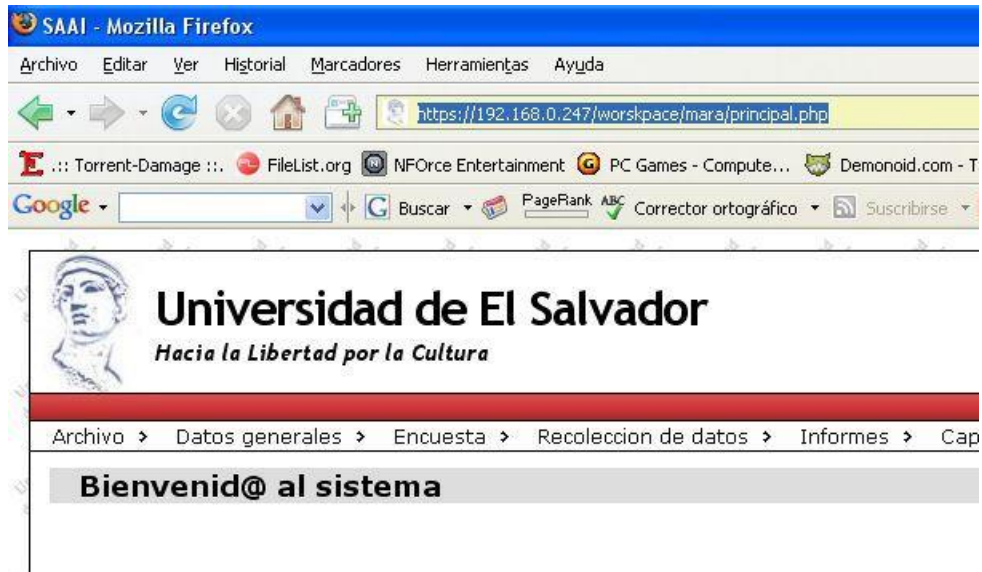 SAAI - Mozilla Firefox
Archivo Editar Ver Historial Marcadores Herramientas Ayuda
https://192.168.0.247/worskpace/mara/principal.php
.:: Torrent-Damage ::. FileList.org NFOrce Entertainment PC Games - Compute... Demonoid.com - T
Google Buscar PageRank ABC Corrector ortográfico Suscribirse
Universidad de El Salvador
Hacia la Libertad por la Cultura
Archivo Datos generales Encuesta Recoleccion de datos Informes Cap
Bienvenid@ al sistema